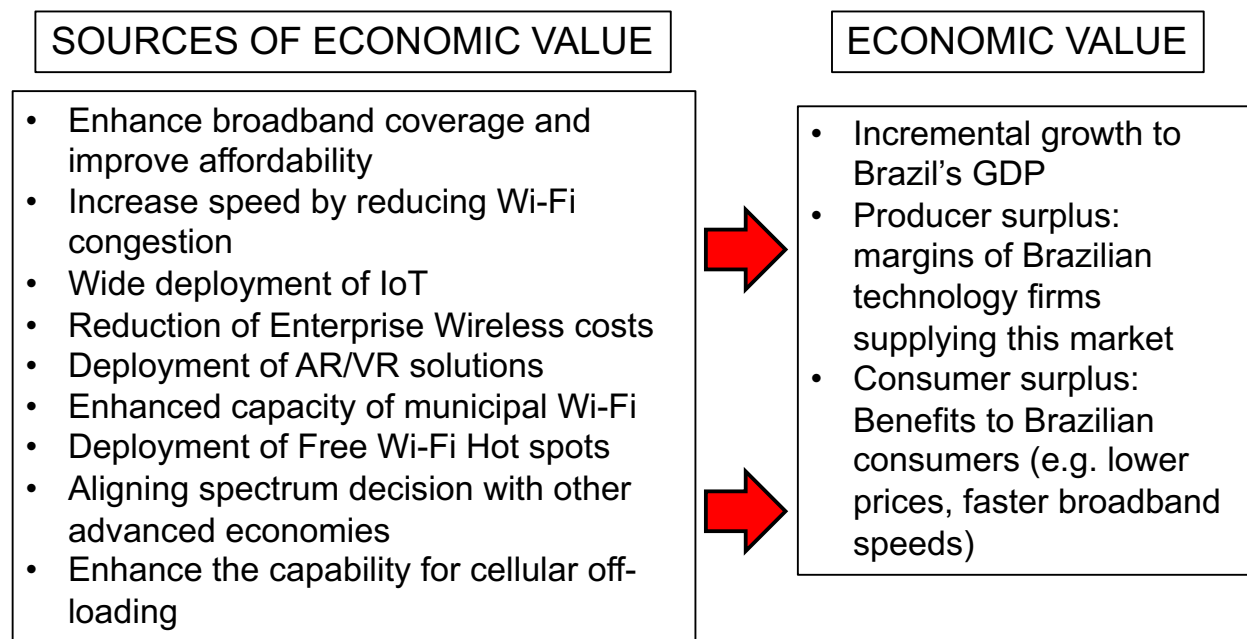 SOURCES OF ECONOMIC VALUE
• Enhance broadband coverage and
improve affordability
• Increase speed by reducing Wi-Fi
congestion
• Wide deployment of IoT
• Reduction of Enterprise Wireless costs
• Deployment of AR/VR solutions
• Enhanced capacity of municipal Wi-Fi
• Deployment of Free Wi-Fi Hot spots
• Aligning spectrum decision with other
advanced economies
• Enhance the capability for cellular off-
loading
ECONOMIC VALUE
• Incremental growth to
Brazil’s GDP
• Producer surplus:
margins of Brazilian
technology firms
supplying this market
• Consumer surplus:
Benefits to Brazilian
consumers (e.g. lower
prices, faster broadband
speeds)